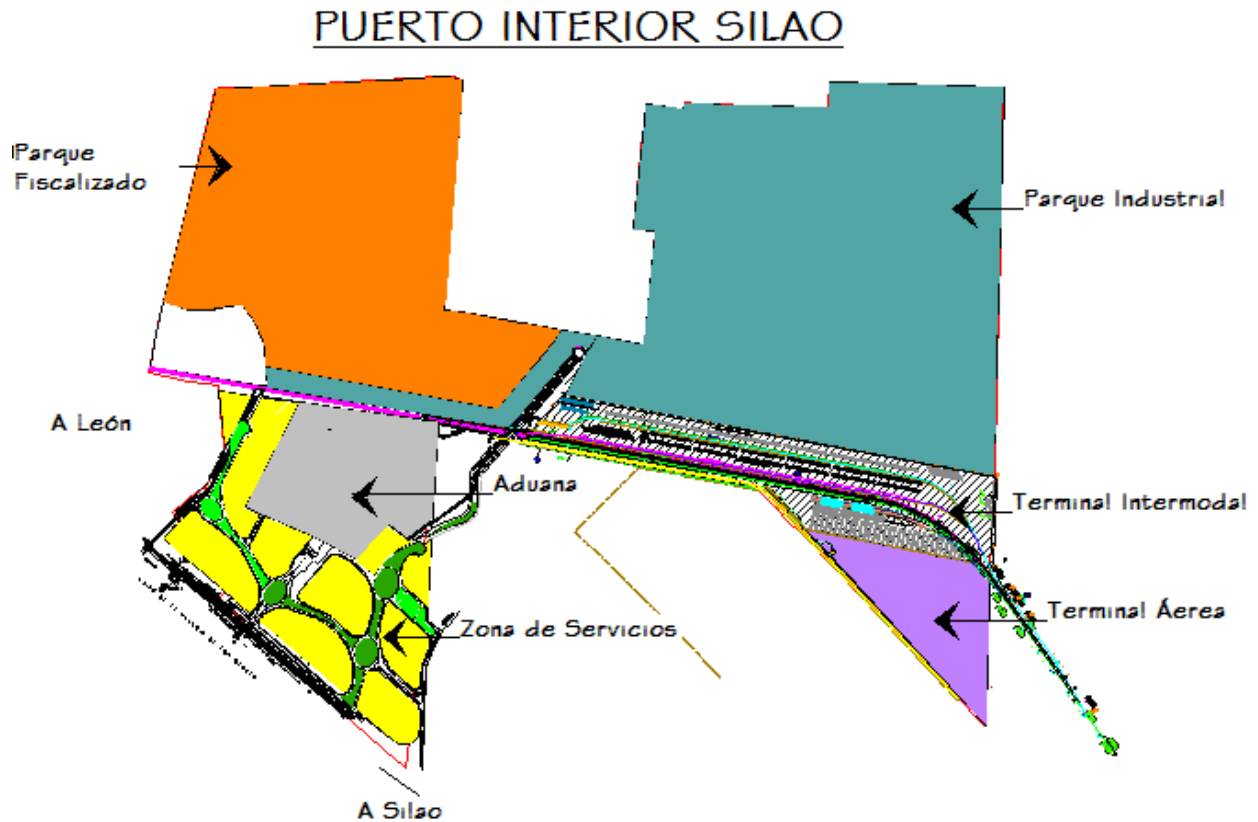 PUERTO INTERIOR SILAO
Parque
Fiscalizado
Parque Industrial
A León
Aduana
Terminal Intermodal
Terminal Áerea
Zona de Servicios
A Silao